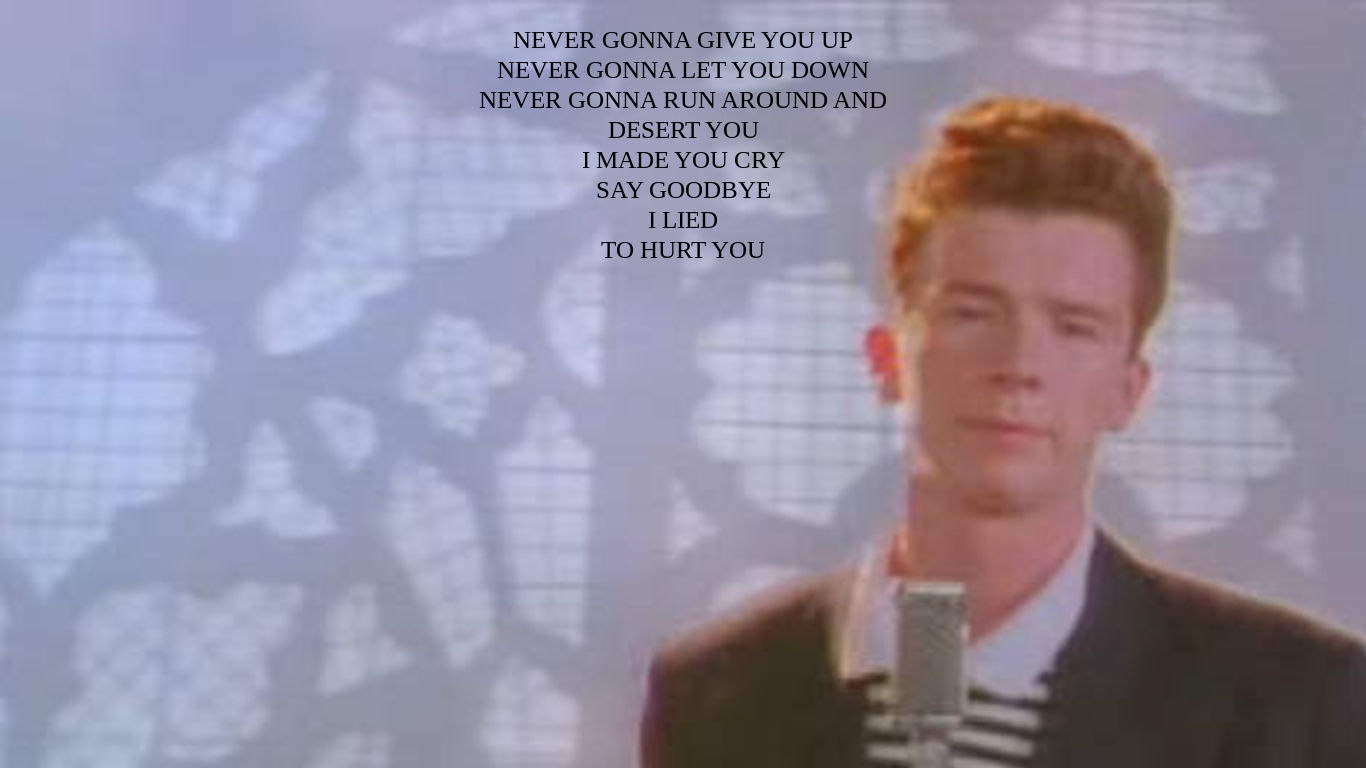 NEVER GONNA GIVE YOU UP
NEVER GONNA LET YOU DOWN
NEVER GONNA RUN AROUND AND
DESERT YOU
I MADE YOU CRY
SAY GOODBYE
I LIED
TO HURT YOU